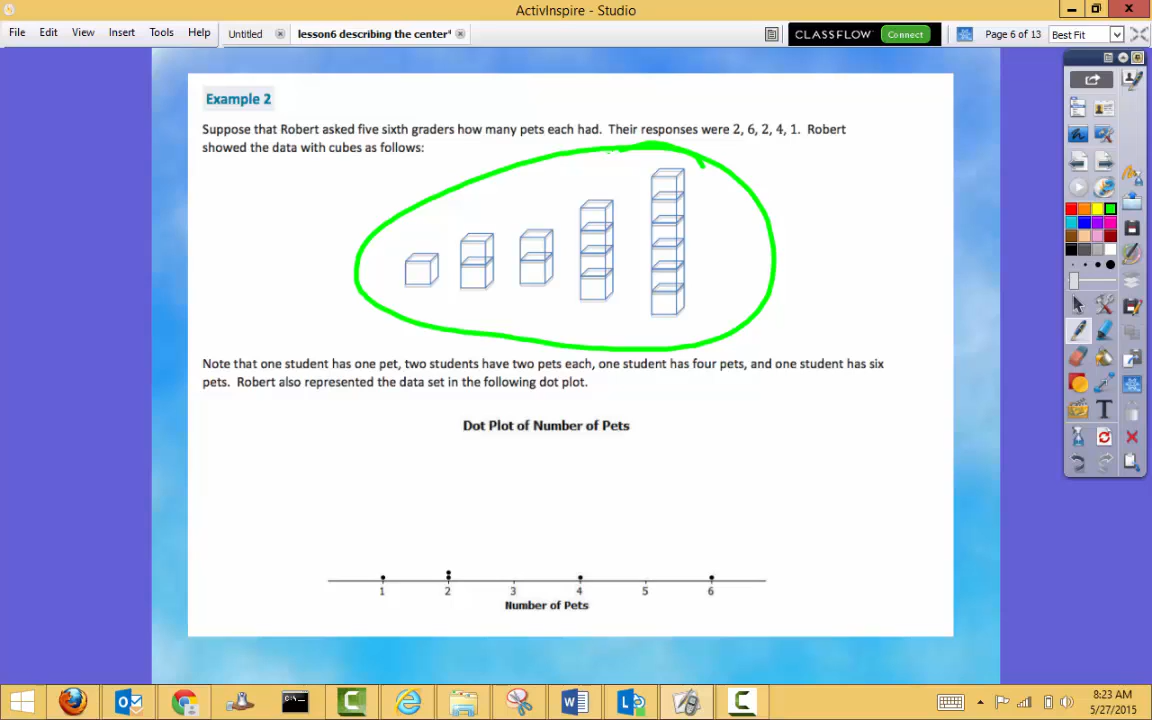 ActivInspire - Studio
File Edit View Insert Tools Help
Untitled
lesson6 describing the center*
CLASSFLOW Connect
Page 6 of 13
Best Fit
Example 2
Suppose that Robert asked five sixth graders how many pets each had. Their responses were 2, 6, 2, 4, 1. Robert
showed the data with cubes as follows:
Note that one student has one pet, two students have two pets each, one student has four pets, and one student has six
pets. Robert also represented the data set in the following dot plot.
Dot Plot of Number of Pets
1 2 3 4 5 6
Number of Pets
8:23 AM
5/27/2015